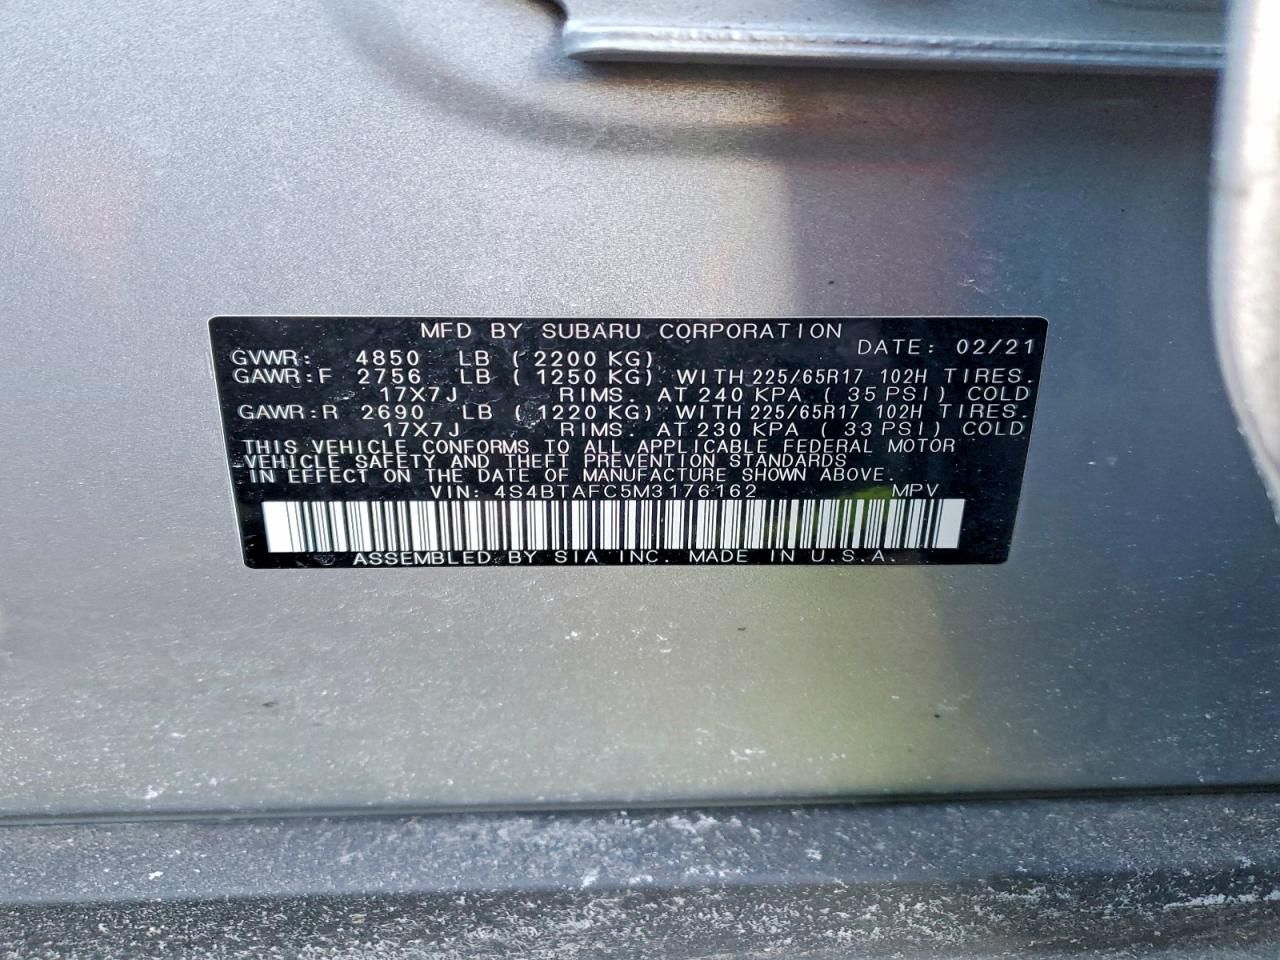 MFD BY SUBARU CORPORATION
DATE: 02/21
GVWR: 4850 LB ( 2200 KG)
GAWR:F 2756 LB ( 1250 KG) WITH 225/65R17 102H TIRES.
17X7J RIMS. AT 240 KPA ( 35 PSI) COLD
GAWR:R 2690 LB ( 1220 KG) WITH 225/65R17 102H TIRES.
17X7J RIMS. AT 230 KPA ( 33 PSI) COLD
THIS VEHICLE CONFORMS TO ALL APPLICABLE FEDERAL MOTOR
VEHICLE SAFETY AND THEFT PREVENTION STANDARDS
IN EFFECT ON THE DATE OF MANUFACTURE SHOWN ABOVE.
VIN: 4S4BTAFC5M3176162 MPV
ASSEMBLED BY SIA INC. MADE IN U.S.A.